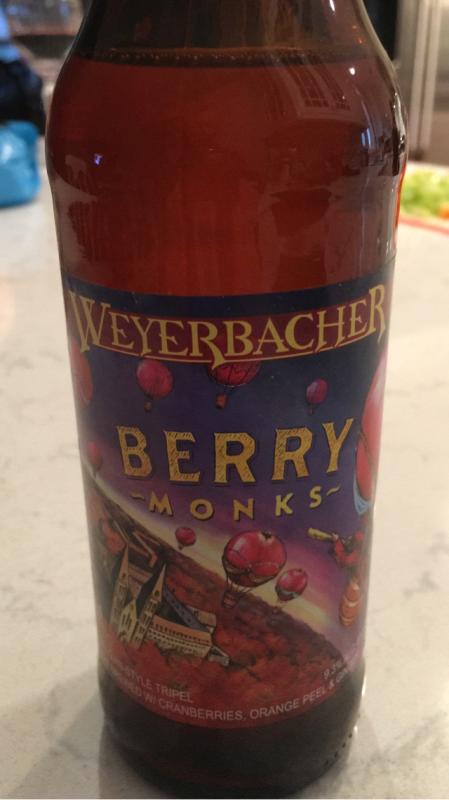 WEYERBACHER
BERRY
~MONKS~
STYLE TRIPEL
W/ CRANBERRIES, ORANGE PEEL &